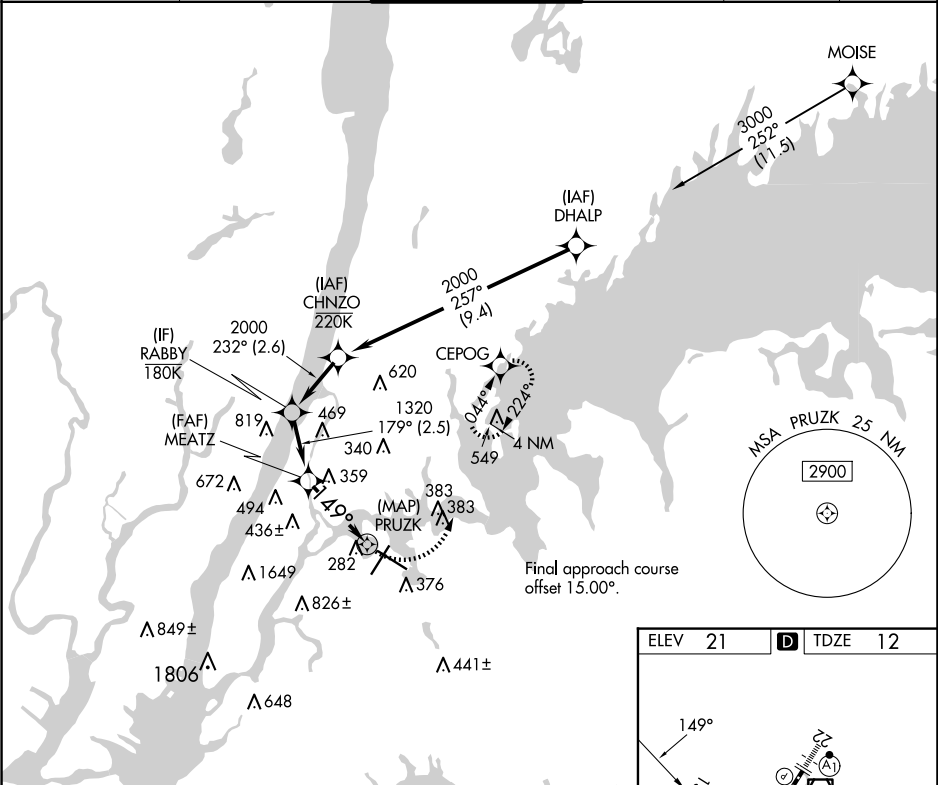 MOISE
3000
252°
(11.5)
(IAF)
DHALP
2000
257°
(9.4)
(IAF)
CHNZO
220K
2000
232° (2.6)
(IF)
RABBY
180K
CEPOG
620
044°
224°
4 NM
549
819
469
1320
179° (2.5)
340
(FAF)
MEATZ
359
672
494
436±
149°
(MAP)
PRUZK
383
383
282
376
MSA PRUZK 25 NM
2900
Final approach course
offset 15.00°.
1649
826±
849±
1806
441±
648
ELEV 21
D
TDZE 12
149°
22
A1